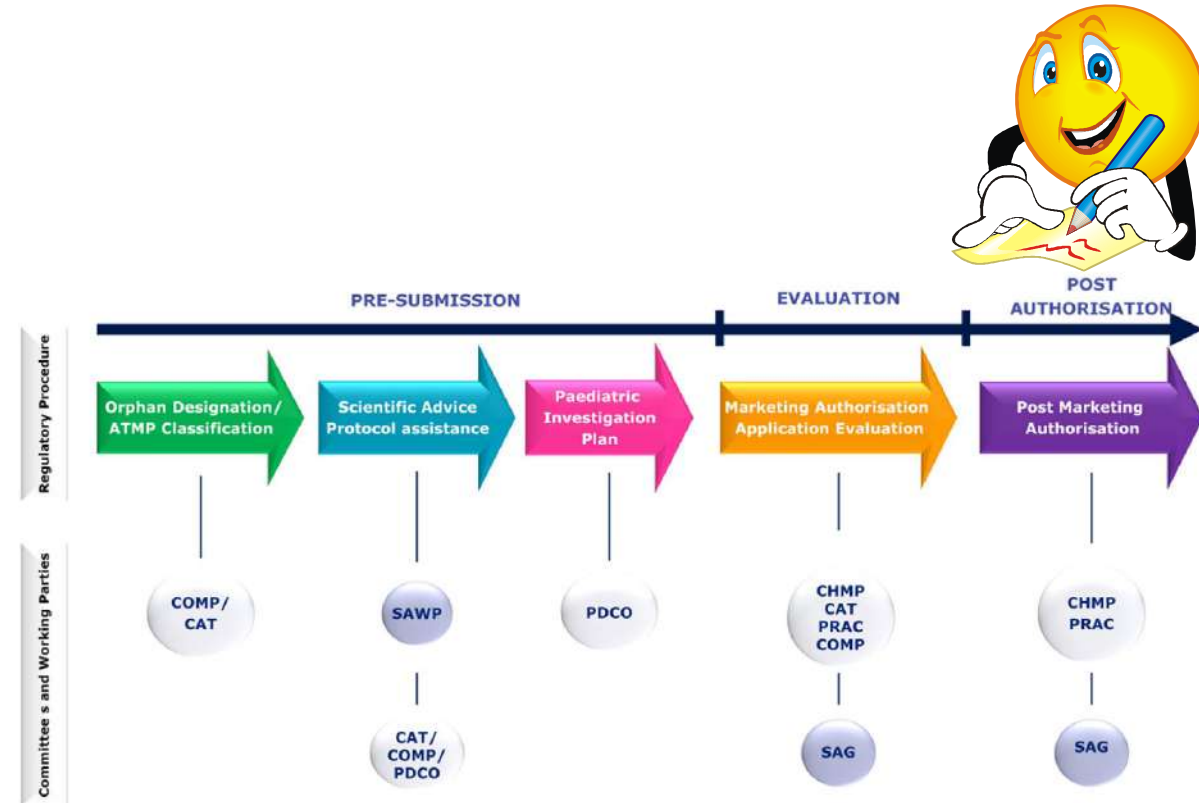 PRE-SUBMISSION
EVALUATION
POST
AUTHORISATION
Regulatory Procedure
Orphan Designation/
ATMP Classification
Scientific Advice
Protocol assistance
Paediatric
Investigation
Plan
Marketing Authorisation
Application Evaluation
Post Marketing
Authorisation
Committee s and Working Parties
COMP/
CAT
SAWP
PDCO
CHMP
CAT
PRAC
COMP
CHMP
PRAC
CAT/
COMP/
PDCO
SAG
SAG